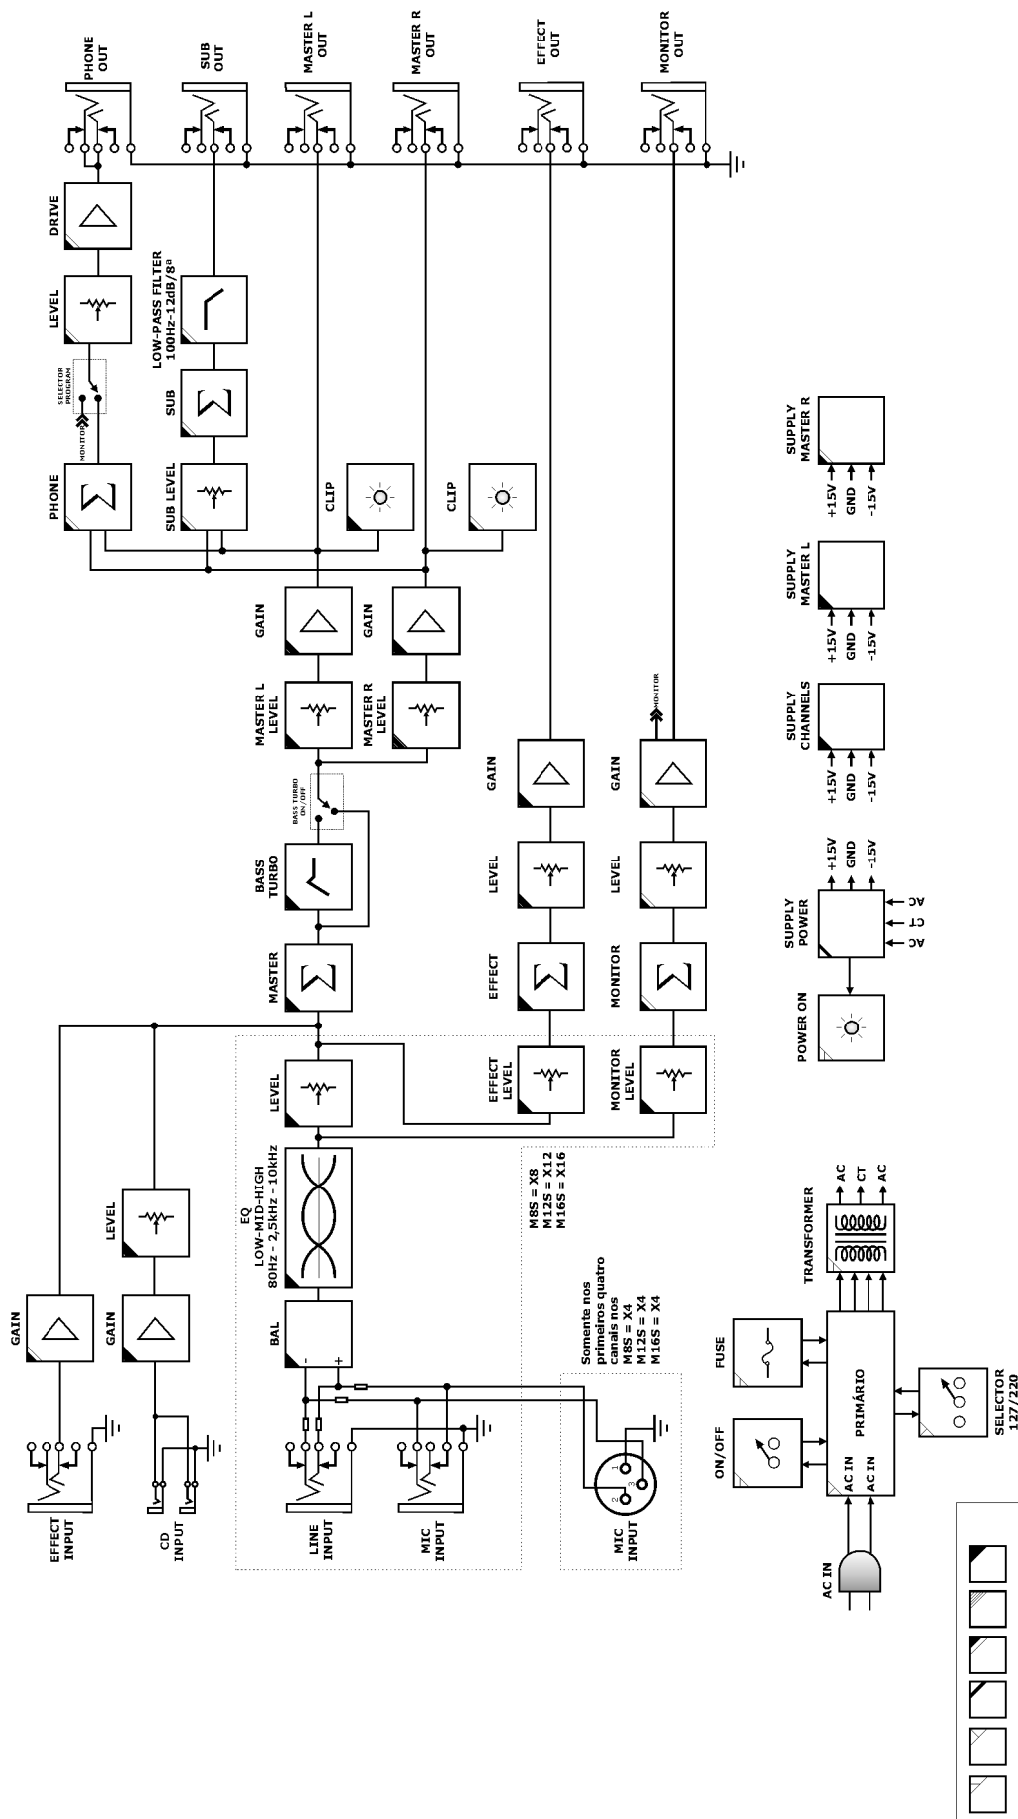 PHONE
OUT
SUB
OUT
MASTER L
OUT
MASTER R
OUT
EFFECT
OUT
MONITOR
OUT
DRIVE
LEVEL
LOW-PASS FILTER
100Hz-12dB/8ª
SELECTOR
PROGRAM
MONITOR
SUB
PHONE
SUB LEVEL
CLIP
CLIP
GAIN
GAIN
MASTER L
LEVEL
MASTER R
LEVEL
MONITOR
BASS TURBO
ON/OFF
BASS
TURBO
GAIN
GAIN
LEVEL
LEVEL
MASTER
EFFECT
MONITOR
LEVEL
EFFECT
LEVEL
MONITOR
LEVEL
EQ
LOW-MID-HIGH
80Hz - 2,5kHz - 10kHz
M8S = X8
M12S = X12
M16S = X16
LEVEL
GAIN
GAIN
BAL
-
+
Somente nos
primeiros quatro
canais nos
M8S = X4
M12S = X4
M16S = X4
EFFECT
INPUT
CD
INPUT
LINE
INPUT
MIC
INPUT
MIC
INPUT
1
2
3
SUPPLY
MASTER R
+15V
GND
-15V
SUPPLY
MASTER L
+15V
GND
-15V
SUPPLY
CHANNELS
+15V
GND
-15V
SUPPLY
POWER
+15V
GND
-15V
AC
CT
AC
POWER ON
TRANSFORMER
AC
CT
AC
FUSE
ON/OFF
PRIMÁRIO
AC IN
AC IN
SELECTOR
127/220
AC IN